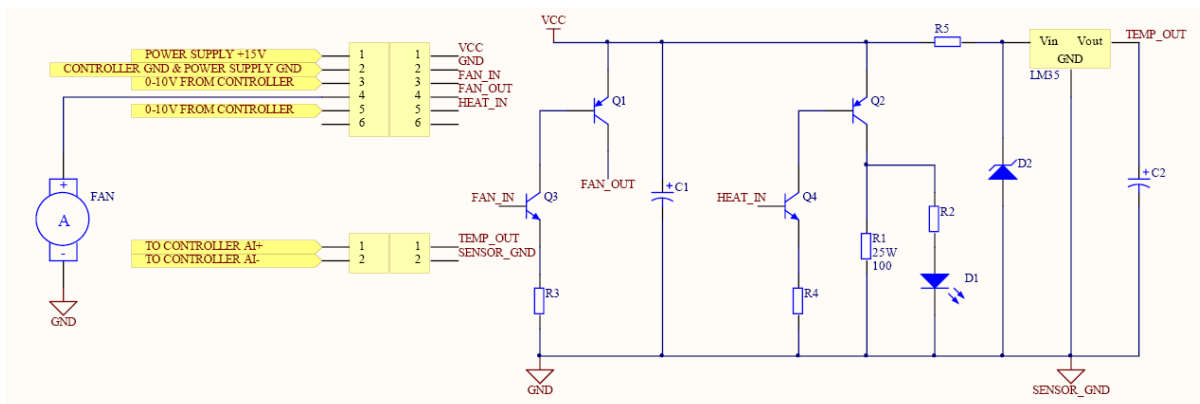 POWER SUPPLY +15V
CONTROLLER GND & POWER SUPPLY GND
0-10V FROM CONTROLLER
0-10V FROM CONTROLLER
1
2
3
4
5
6
1
2
3
4
5
6
VCC
GND
FAN_IN
FAN_OUT
HEAT_IN
+
A
-
FAN
GND
TO CONTROLLER AI+
TO CONTROLLER AI-
1
2
1
2
TEMP_OUT
SENSOR_GND
VCC
Q1
FAN_OUT
FAN_IN
Q3
R3
GND
+
C1
Q2
HEAT_IN
Q4
R4
R1
25W
100
R2
D1
R5
D2
Vin
Vout
GND
LM35
TEMP_OUT
+
C2
SENSOR_GND